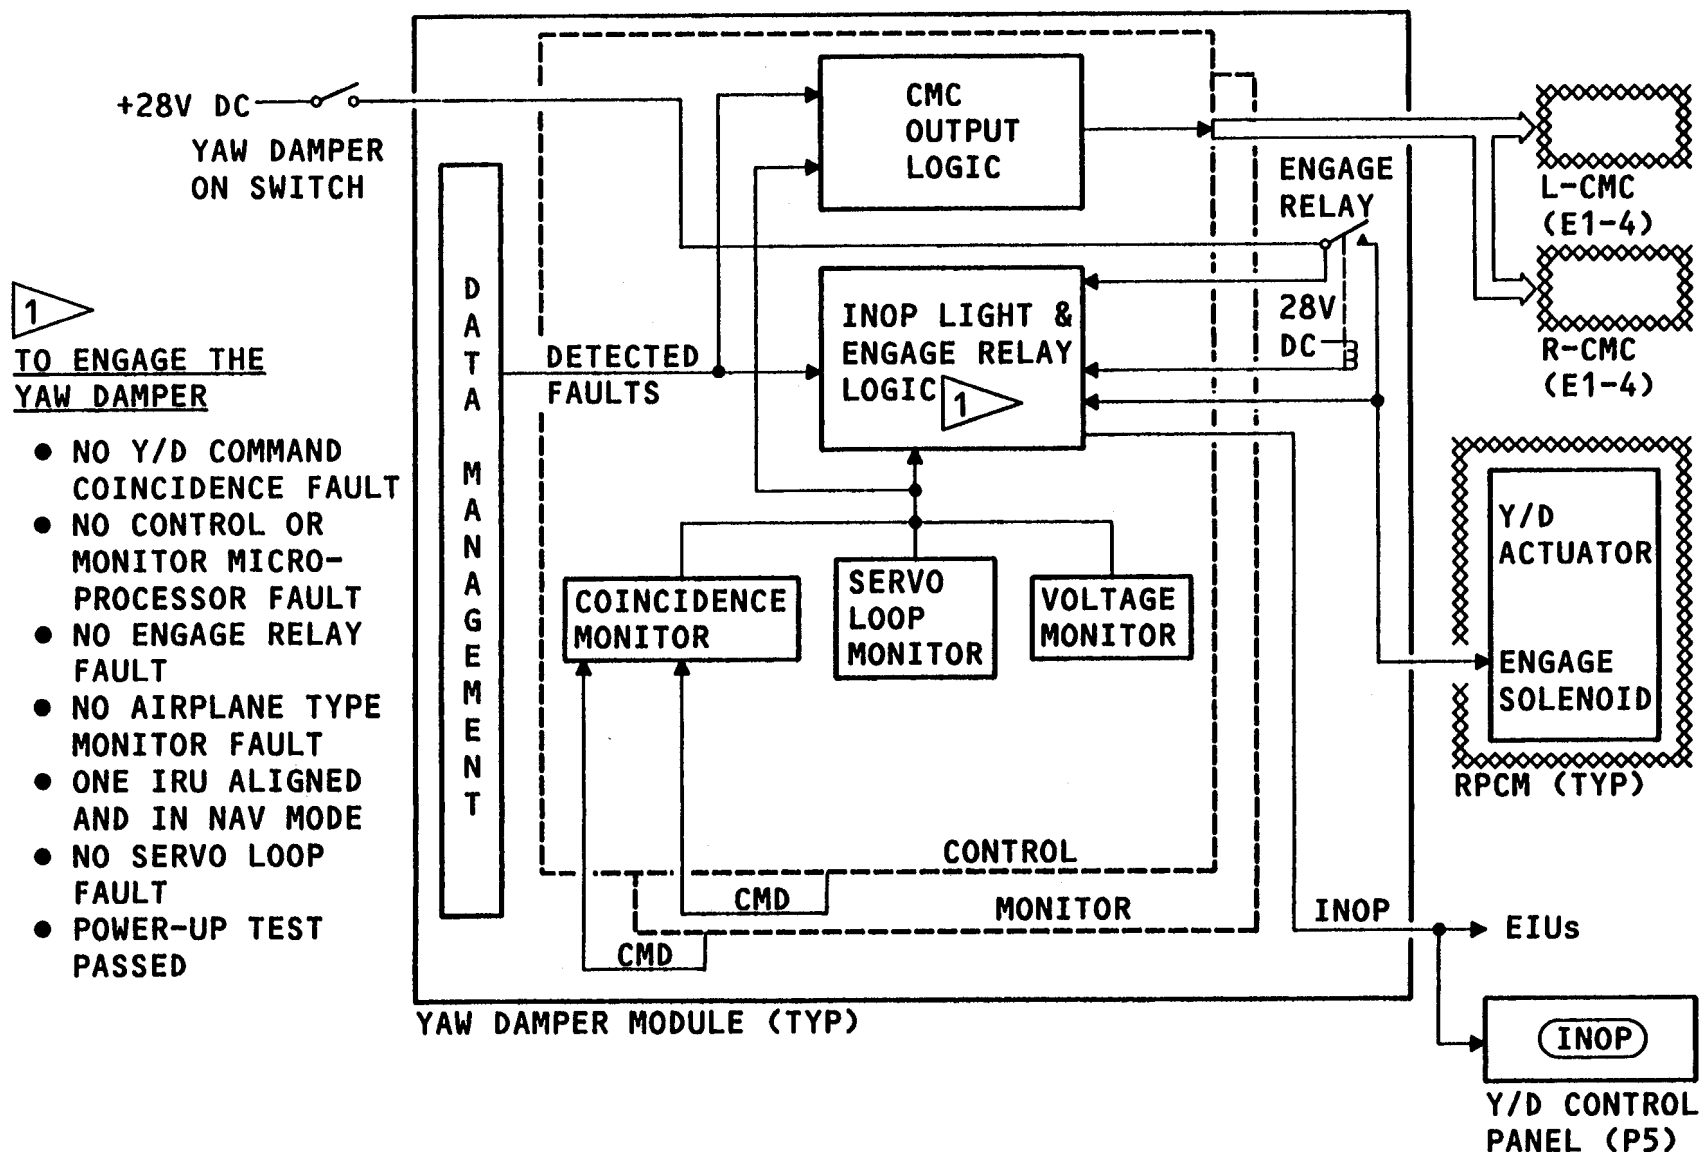 +28V DC
YAW DAMPER
ON SWITCH
1
TO ENGAGE THE
YAW DAMPER
● NO Y/D COMMAND
COINCIDENCE FAULT
● NO CONTROL OR
MONITOR MICRO-
PROCESSOR FAULT
● NO ENGAGE RELAY
FAULT
● NO AIRPLANE TYPE
MONITOR FAULT
● ONE IRU ALIGNED
AND IN NAV MODE
● NO SERVO LOOP
FAULT
● POWER-UP TEST
PASSED
DATA MANAGEMENT
DETECTED
FAULTS
CMC
OUTPUT
LOGIC
INOP LIGHT &
ENGAGE RELAY
LOGIC 1
ENGAGE
RELAY
28V
DC
COINCIDENCE
MONITOR
SERVO
LOOP
MONITOR
VOLTAGE
MONITOR
CONTROL
CMD
MONITOR
CMD
INOP
YAW DAMPER MODULE (TYP)
L-CMC
(E1-4)
R-CMC
(E1-4)
Y/D
ACTUATOR
ENGAGE
SOLENOID
RPCM (TYP)
EIUs
INOP
Y/D CONTROL
PANEL (P5)